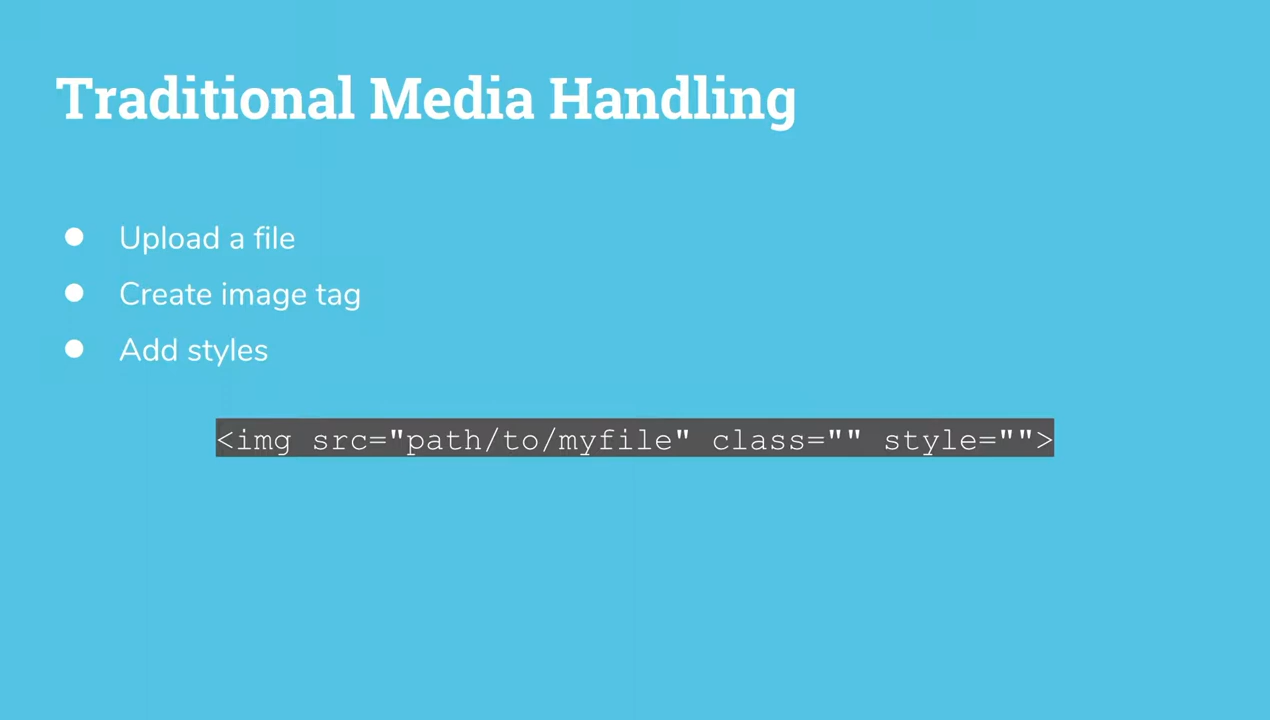 Traditional Media Handling
Upload a file
Create image tag
Add styles
<img src="path/to/myfile" class="" style="">